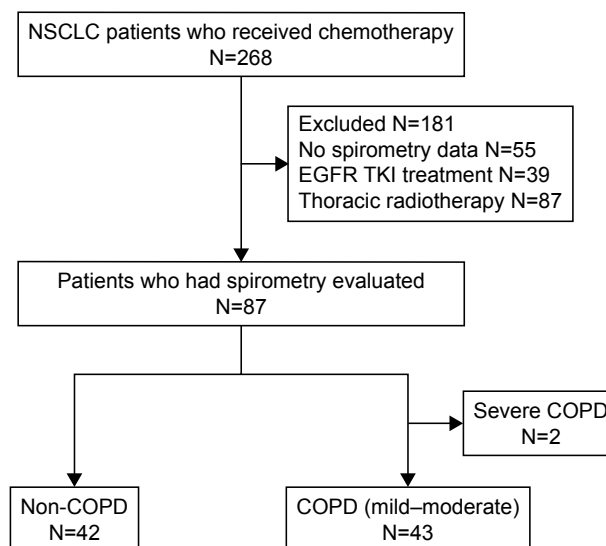 NSCLC patients who received chemotherapy
N=268
Excluded N=181
No spirometry data N=55
EGFR TKI treatment N=39
Thoracic radiotherapy N=87
Patients who had spirometry evaluated
N=87
Severe COPD
N=2
Non-COPD
N=42
COPD (mild–moderate)
N=43